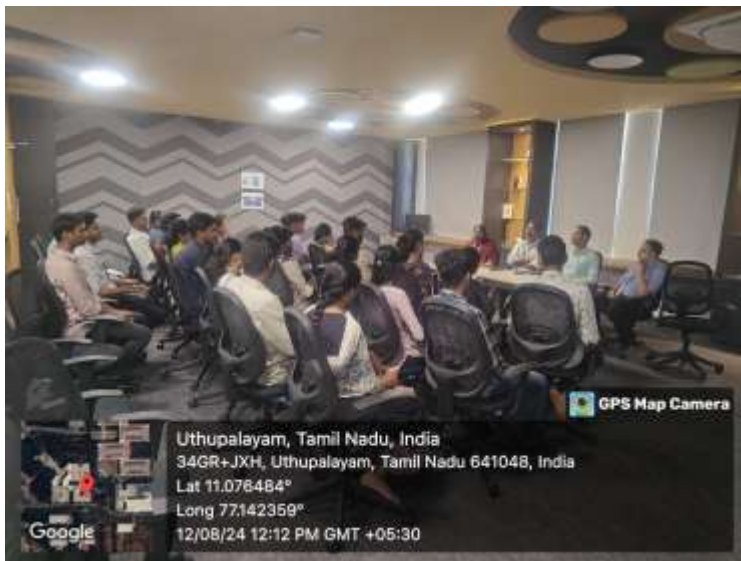 GPS Map Camera
Uthupalayam, Tamil Nadu, India
34GR+JXH, Uthupalayam, Tamil Nadu 641048, India
Lat 11.076484°
Long 77.142359°
12/08/24 12:12 PM GMT +05:30
Google